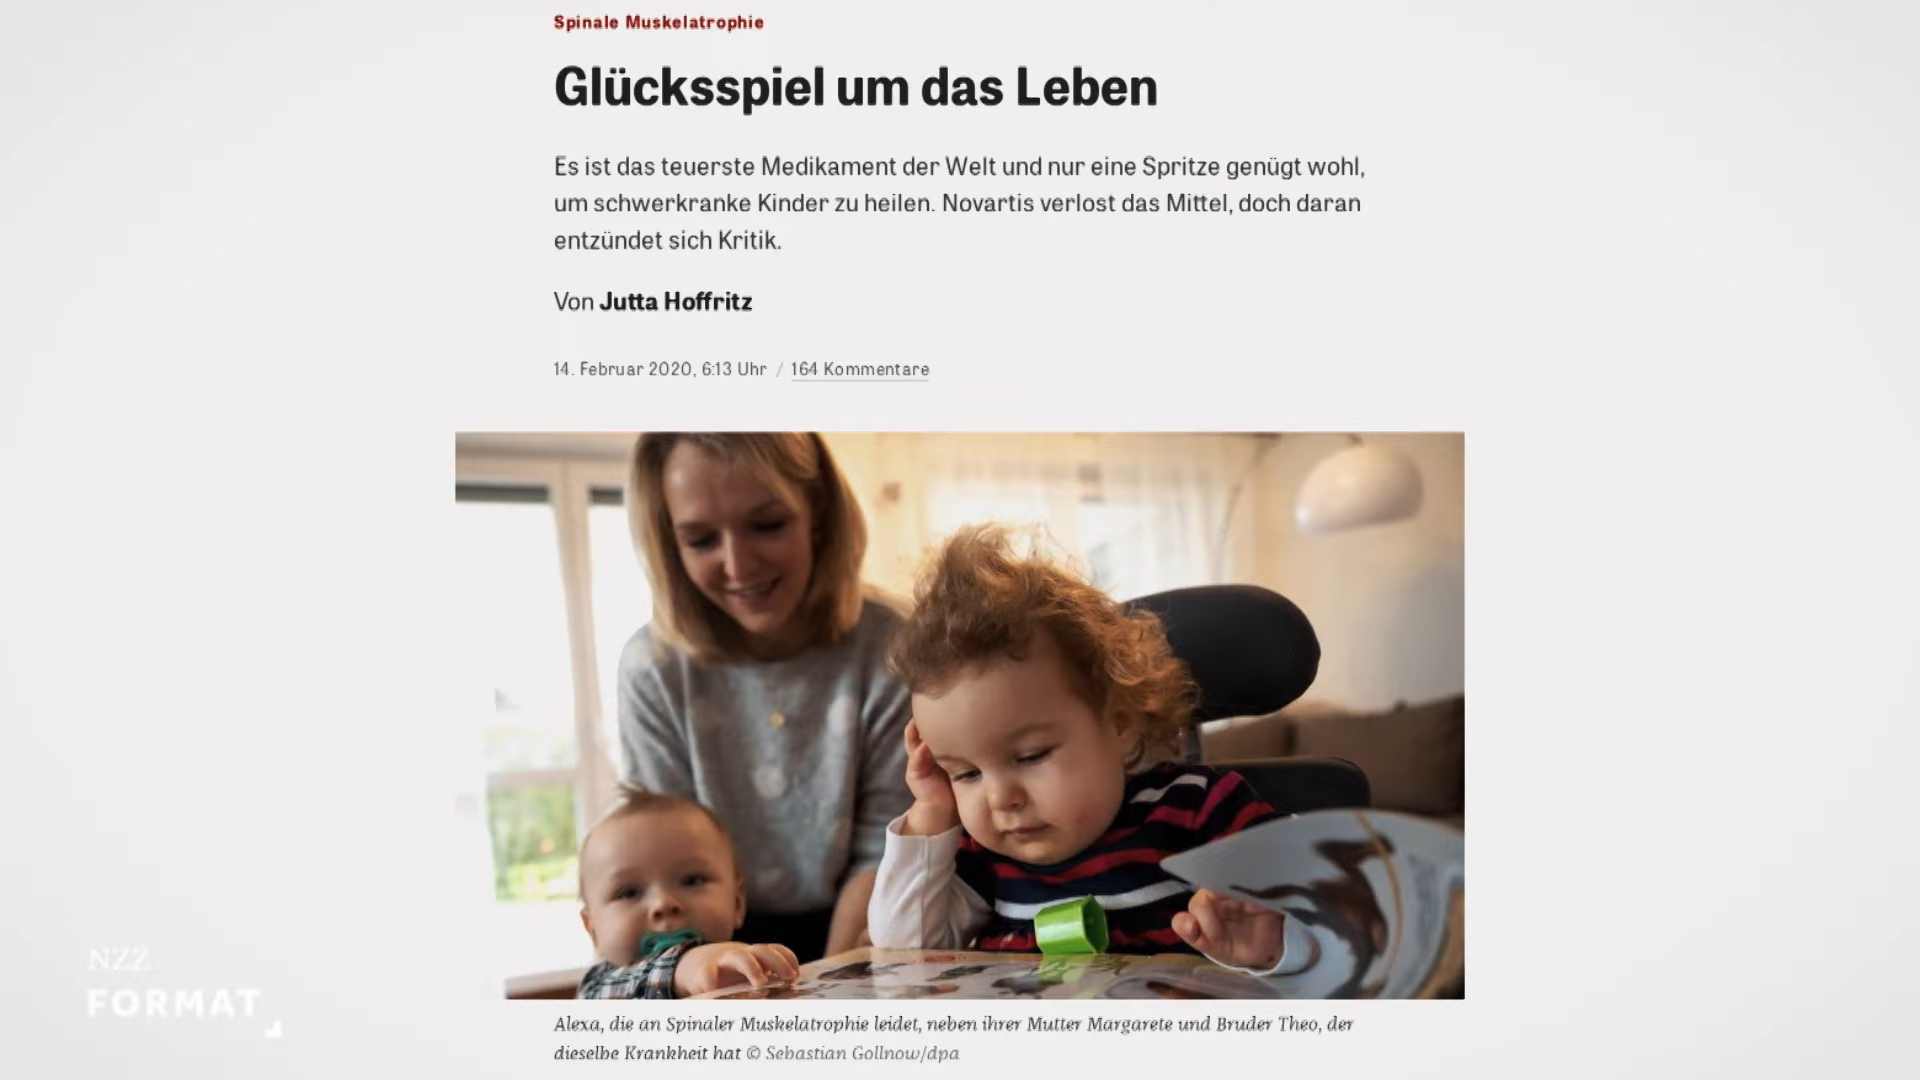 Spinale Muskelatrophie
Glücksspiel um das Leben
Es ist das teuerste Medikament der Welt und nur eine Spritze genügt wohl,
um schwerkranke Kinder zu heilen. Novartis verlost das Mittel, doch daran
entzündet sich Kritik.
Von Jutta Hoffritz
14. Februar 2020, 6:13 Uhr / 164 Kommentare
NZZ
FORMAT
Alexa, die an Spinaler Muskelatrophie leidet, neben ihrer Mutter Margarete und Bruder Theo, der
dieselbe Krankheit hat © Sebastian Gollnow/dpa